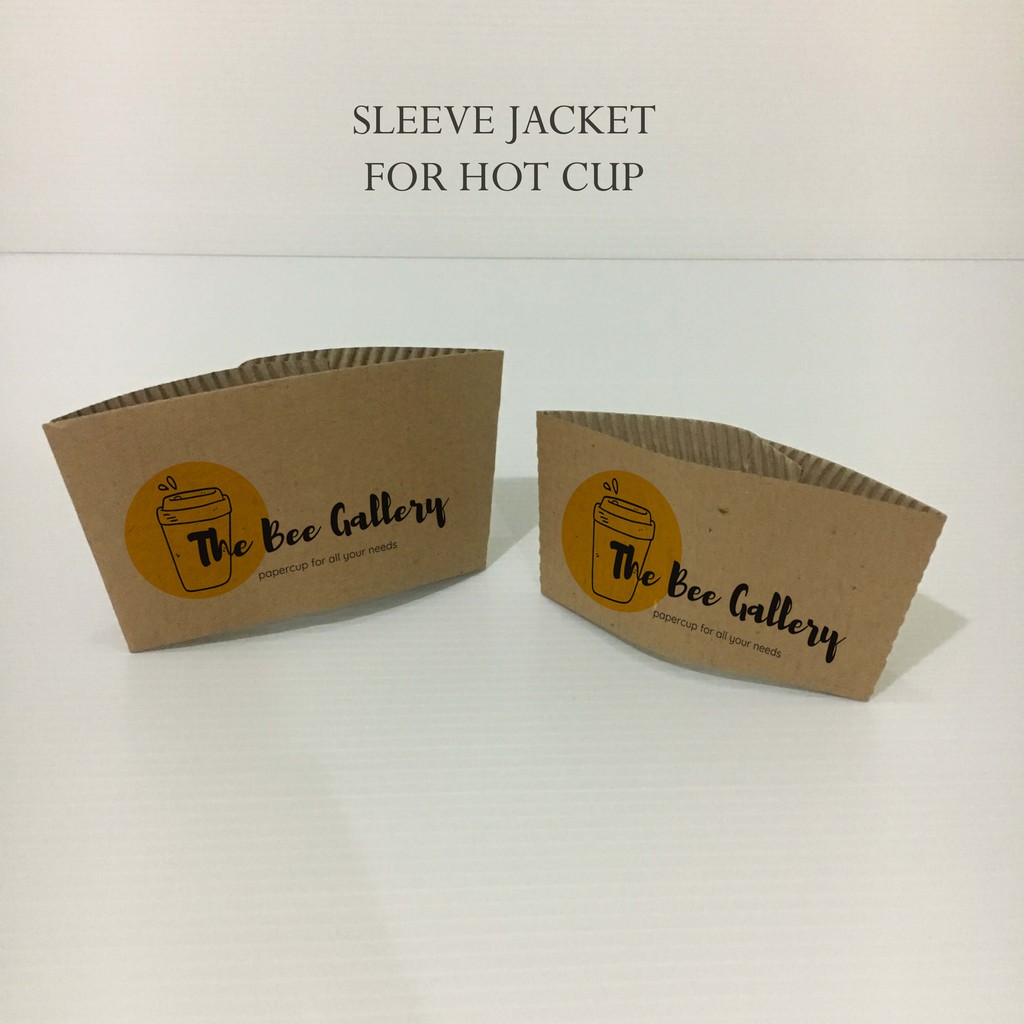 SLEEVE JACKET
FOR HOT CUP
The Bee Gallery
papercup for all your needs
The Bee Gallery
papercup for all your needs